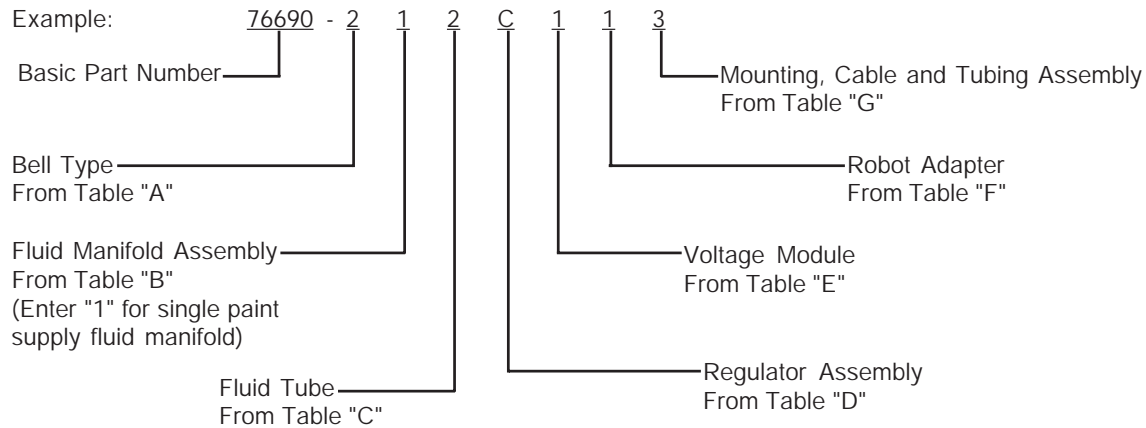 Example: 76690 - 2 1 2 C 1 1 3
Basic Part Number
Mounting, Cable and Tubing Assembly
From Table "G"
Bell Type
From Table "A"
Robot Adapter
From Table "F"
Fluid Manifold Assembly
From Table "B"
(Enter "1" for single paint
supply fluid manifold)
Voltage Module
From Table "E"
Fluid Tube
From Table "C"
Regulator Assembly
From Table "D"